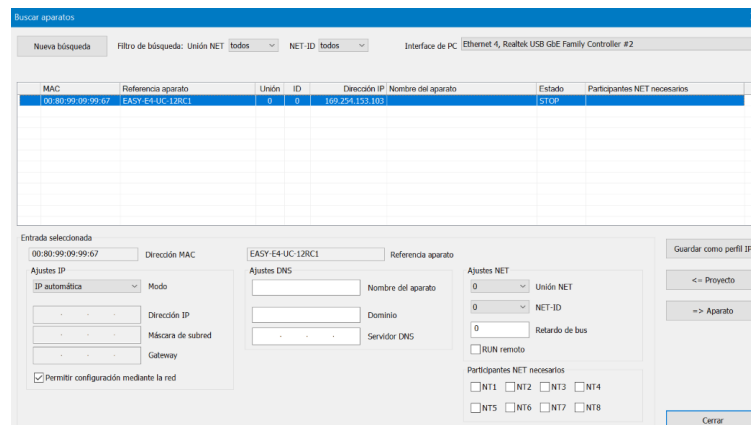 Buscar aparatos
Nueva búsqueda Filtro de búsqueda: Unión NET todos NET-ID todos Interface de PC Ethernet 4, Realtek USB GbE Family Controller #2
MAC Referencia aparato Unión ID Dirección IP Nombre del aparato Estado Participantes NET necesarios
00:80:99:09:99:67 EASY-E4-UC-12RC1 0 0 169.254.153.103 STOP
Entrada seleccionada
00:80:99:09:99:67 Dirección MAC EASY-E4-UC-12RC1 Referencia aparato
Guardar como perfil IP
Ajustes IP Ajustes DNS Ajustes NET
IP automática Modo Nombre del aparato 0 Unión NET
<= Proyecto
Dirección IP Dominio 0 NET-ID
=> Aparato
Máscara de subred Servidor DNS 0 Retardo de bus
Gateway RUN remoto
Permitir configuración mediante la red
Participantes NET necesarios
NT1 NT2 NT3 NT4
NT5 NT6 NT7 NT8
Cerrar